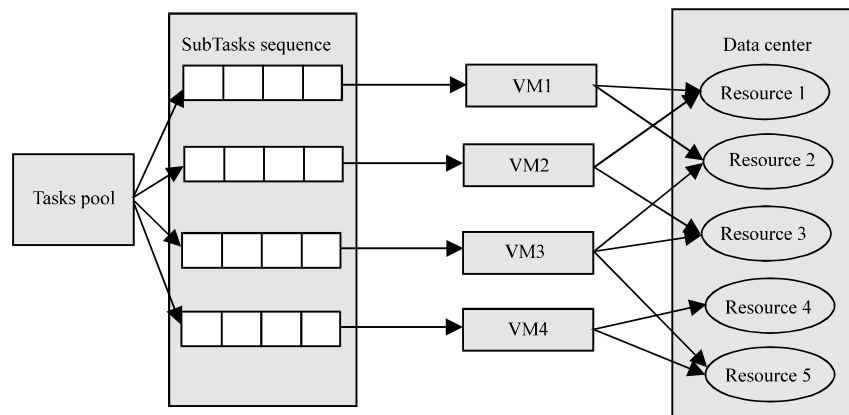 SubTasks sequence
Data center
Tasks pool
VM1
VM2
VM3
VM4
Resource 1
Resource 2
Resource 3
Resource 4
Resource 5